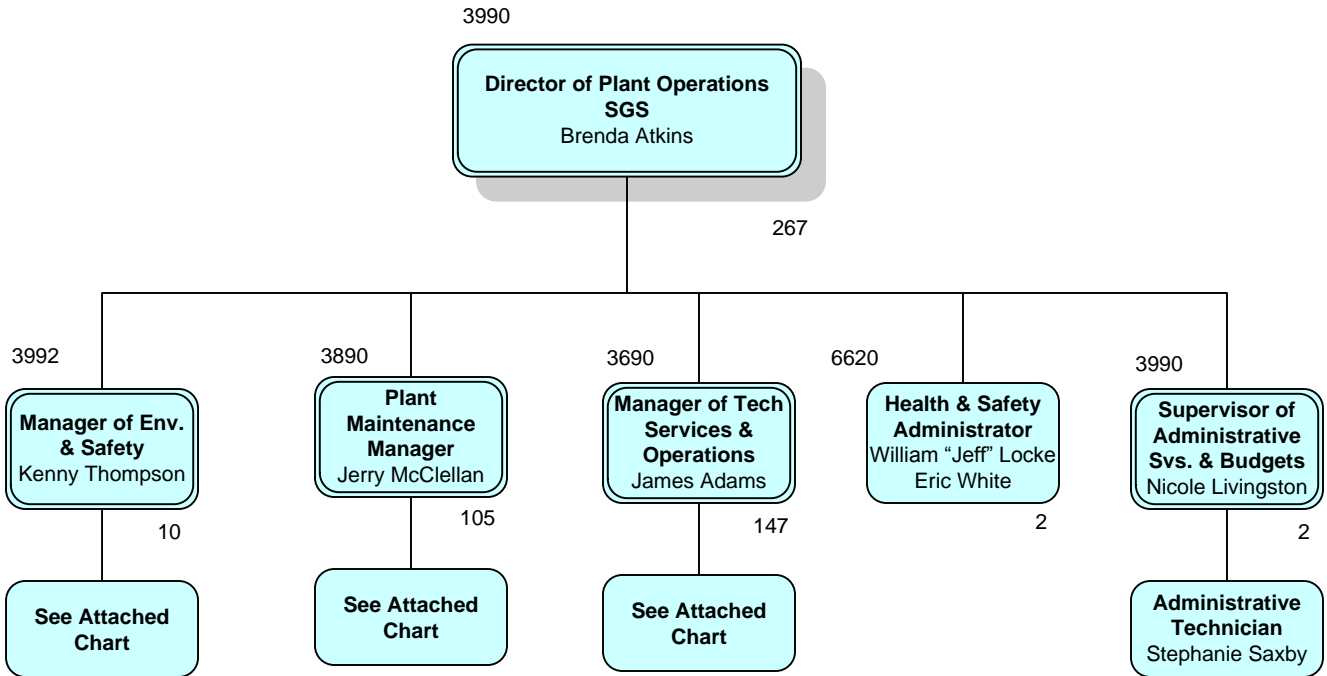 3990
Director of Plant Operations
SGS
Brenda Atkins
267
3992
Manager of Env.
& Safety
Kenny Thompson
10
See Attached
Chart
3890
Plant
Maintenance
Manager
Jerry McClellan
105
See Attached
Chart
3690
Manager of Tech
Services &
Operations
James Adams
147
See Attached
Chart
6620
Health & Safety
Administrator
William “Jeff” Locke
Eric White
2
3990
Supervisor of
Administrative
Svs. & Budgets
Nicole Livingston
2
Administrative
Technician
Stephanie Saxby